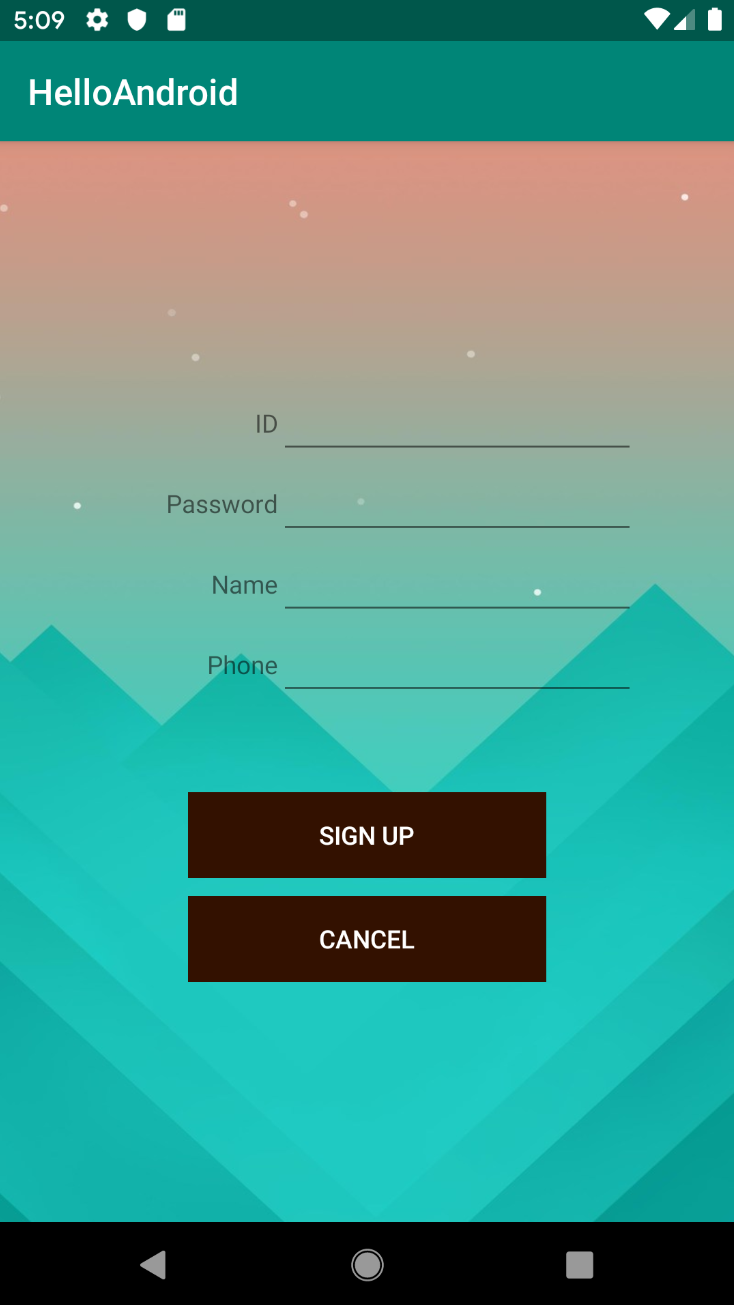 5:09
HelloAndroid
ID
Password
Name
Phone
SIGN UP
CANCEL